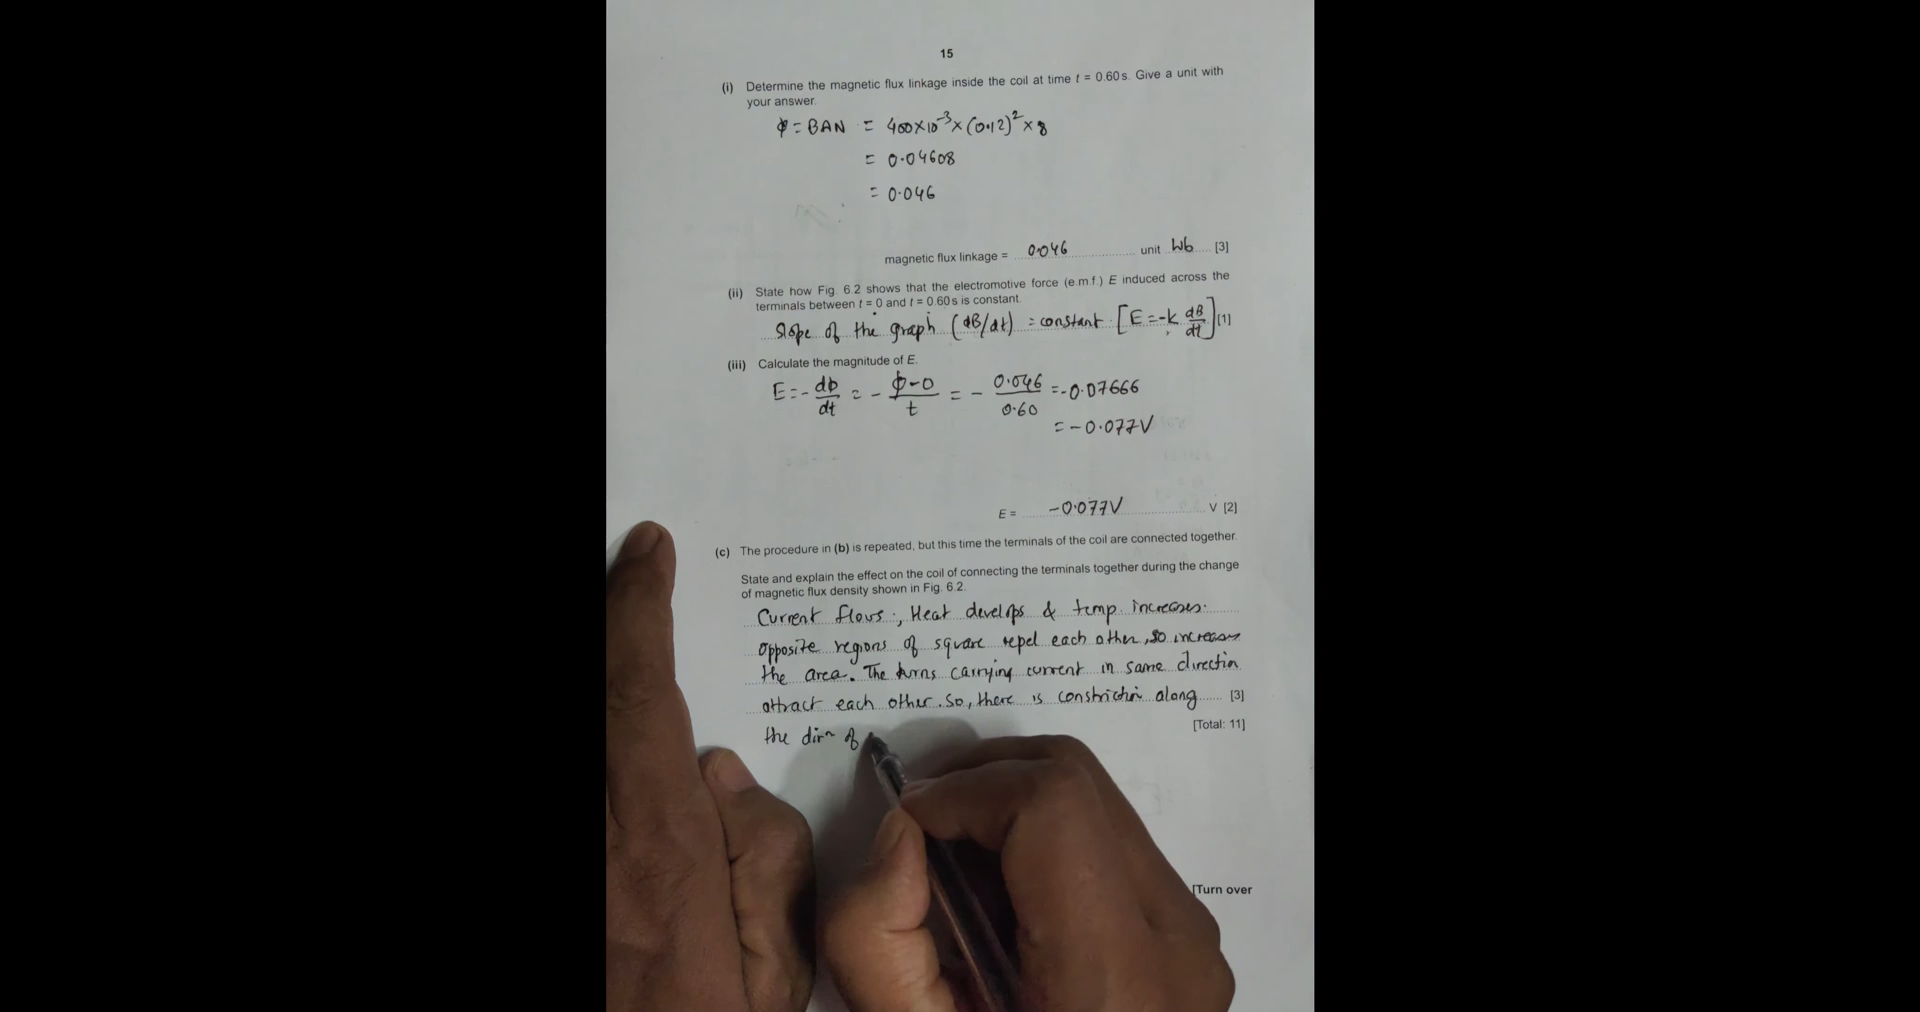 15
(i) Determine the magnetic flux linkage inside the coil at time t = 0.60 s. Give a unit with
your answer.
ϕ = BAN = 400×10⁻³×(0.12)²×8
= 0.04608
= 0.046
magnetic flux linkage = 0.046 unit Wb [3]
(ii) State how Fig. 6.2 shows that the electromotive force (e.m.f.) E induced across the
terminals between t = 0 and t = 0.60 s is constant.
Slope of the graph (dB/dt) = constant. [E = -k dB/dt] [1]
(iii) Calculate the magnitude of E.
E = - dϕ/dt = - ϕ-0/t = - 0.046/0.60 = -0.07666
= -0.077V
E = -0.077V V [2]
(c) The procedure in (b) is repeated, but this time the terminals of the coil are connected together.
State and explain the effect on the coil of connecting the terminals together during the change
of magnetic flux density shown in Fig. 6.2.
Current flows, Heat develops & temp. increases.
Opposite regions of square repel each other, so increases
the area. The turns carrying current in same direction
attract each other. So, there is constriction along [3]
the dirn of
[Total: 11]
[Turn over